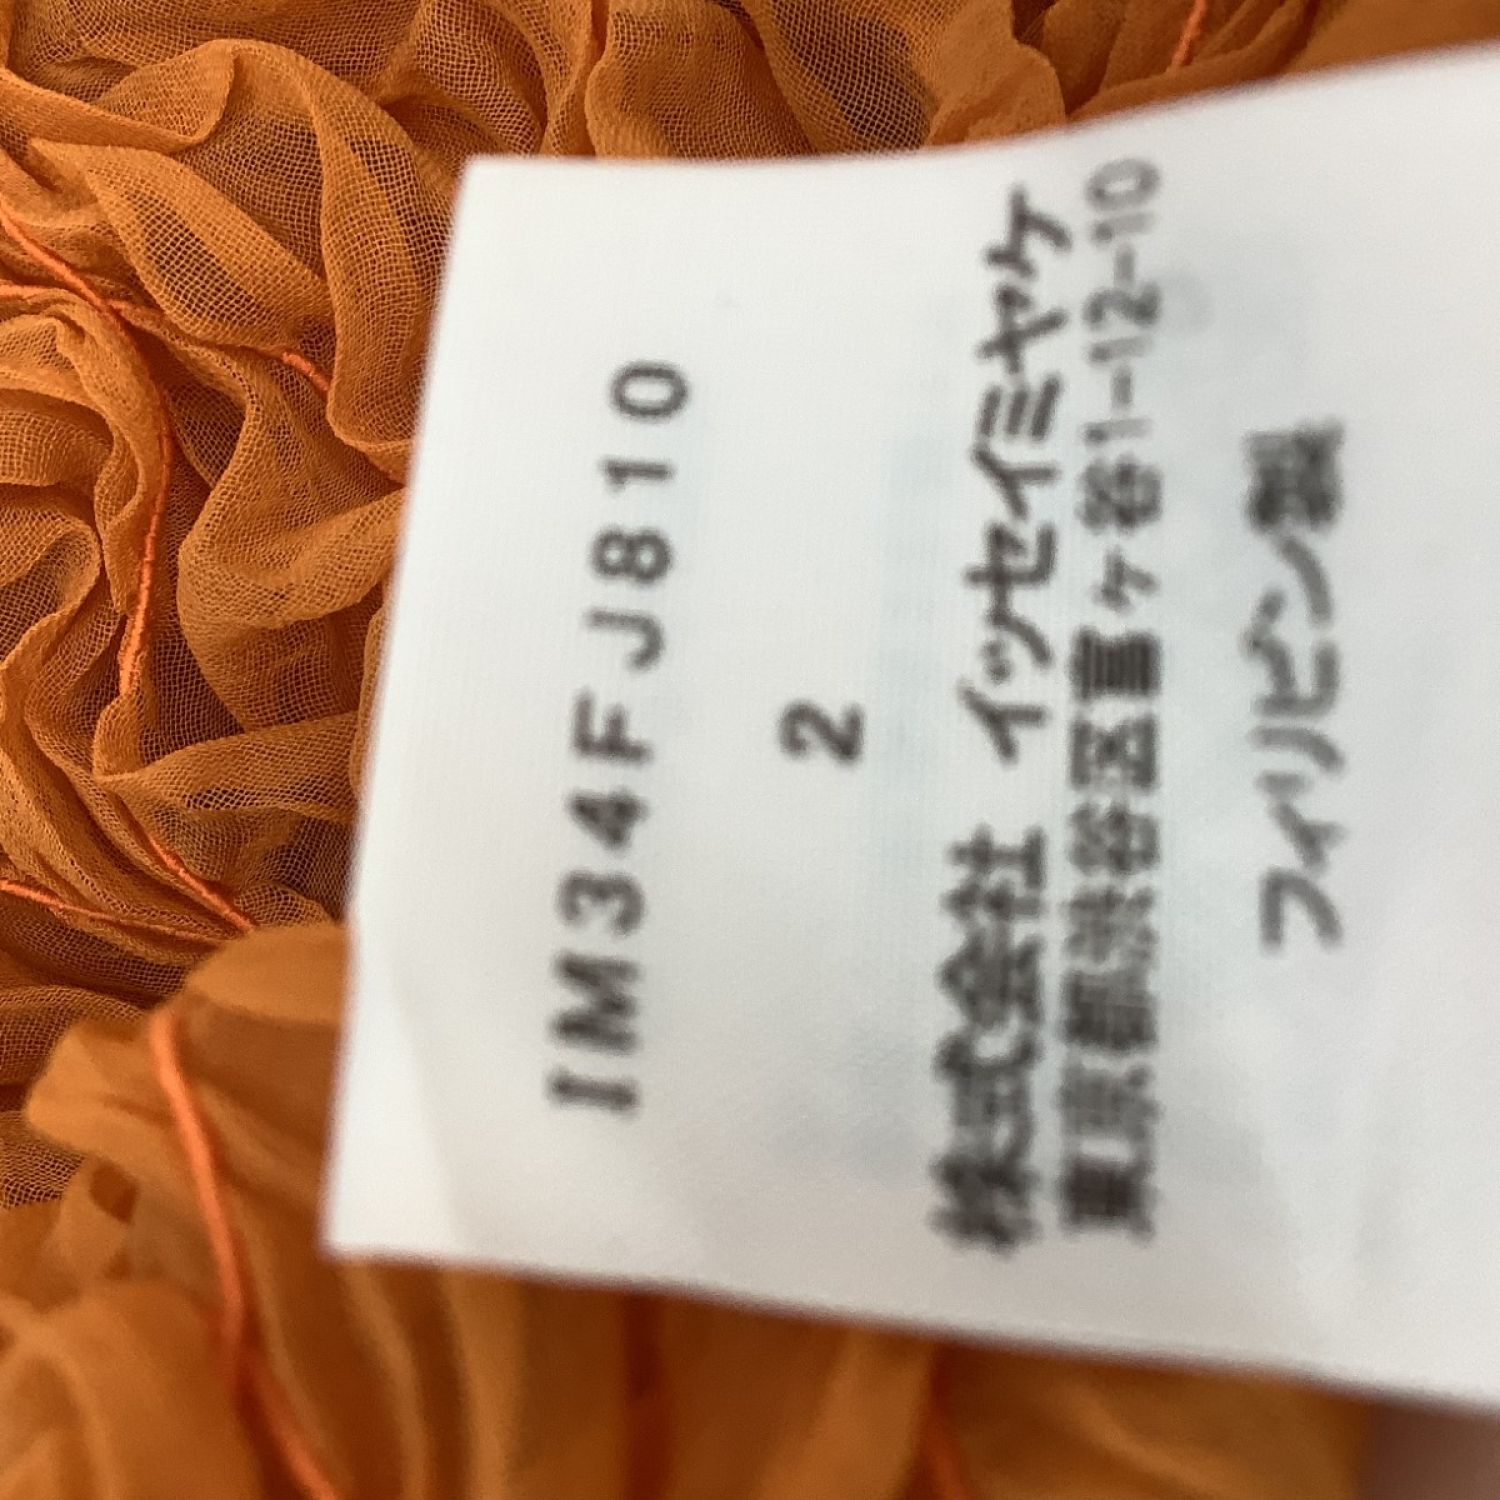 IM34FJ810
2
株式会社 イッセイミヤケ
東京都渋谷区富ヶ谷1-12-10
フィリピン製